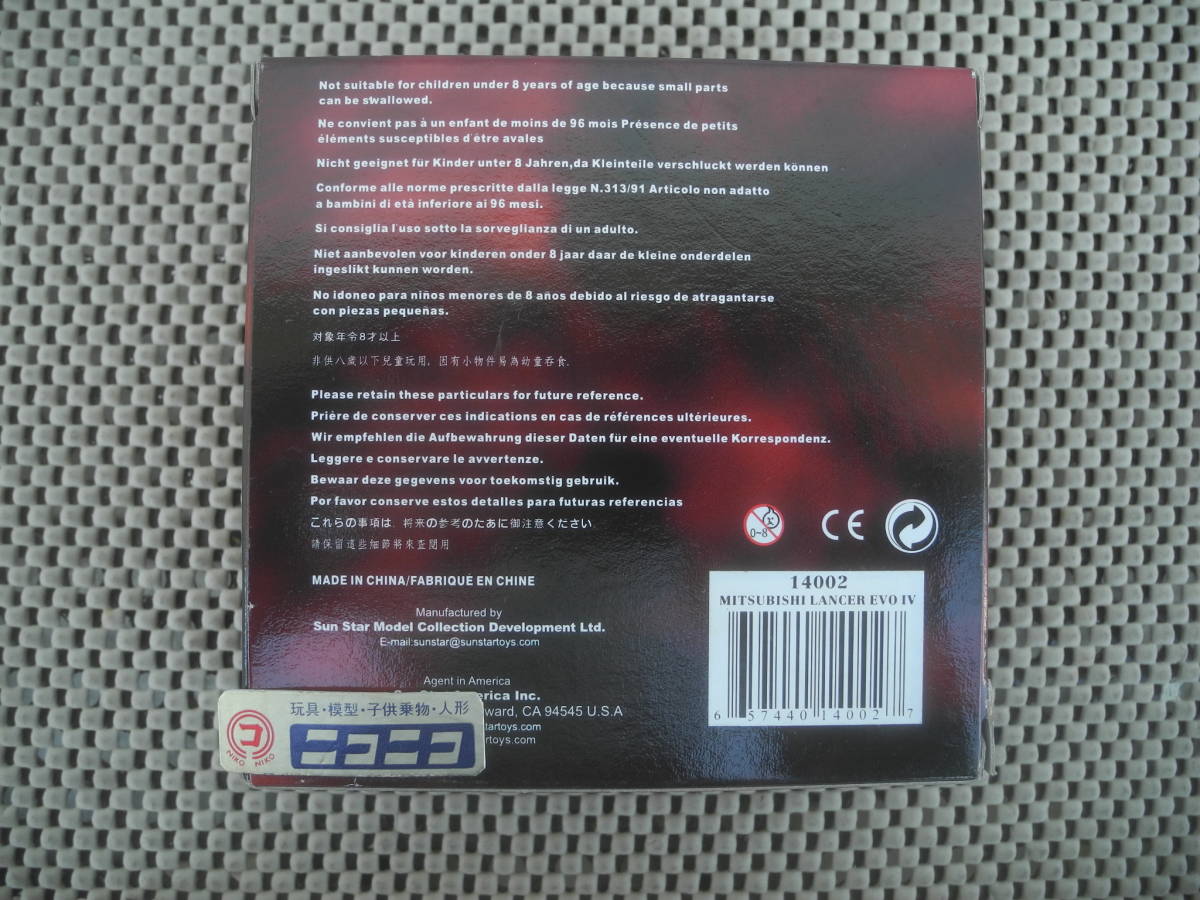 Not suitable for children under 8 years of age because small parts
can be swallowed.
Ne convient pas à un enfant de moins de 96 mois Présence de petits
éléments susceptibles d'être avales
Nicht geeignet für Kinder unter 8 Jahren,da Kleinteile verschluckt werden können
Conforme alle norme prescritte dalla legge N.313/91 Articolo non adatto
a bambini di età inferiore ai 96 mesi.
Si consiglia l'uso sotto la sorveglianza di un adulto.
Niet aanbevolen voor kinderen onder 8 jaar daar de kleine onderdelen
ingeslikt kunnen worden.
No idoneo para niños menores de 8 años debido al riesgo de atragantarse
con piezas pequeñas.
対象年令8才以上
非供八歲以下兒童玩用, 因有小物件易為幼童吞食.
Please retain these particulars for future reference.
Prière de conserver ces indications en cas de références ultérieures.
Wir empfehlen die Aufbewahrung dieser Daten für eine eventuelle Korrespondenz.
Leggere e conservare le avvertenze.
Bewaar deze gegevens voor toekomstig gebruik.
Por favor conserve estos detalles para futuras referencias
これらの事項は. 将来の参考のたあに御注意ください.
請保留這些細節將來查閱用
0-8
CE
MADE IN CHINA/FABRIQUE EN CHINE
14002
MITSUBISHI LANCER EVO IV
6 57440 14002 7
Manufactured by
Sun Star Model Collection Development Ltd.
E-mail:sunstar@sunstartoys.com
Agent in America
erica Inc.
ward, CA 94545 U.S.A
startoys.com
startoys.com
玩具・模型・子供乗物・人形
コ
NIKO NIKO
ニコニコ